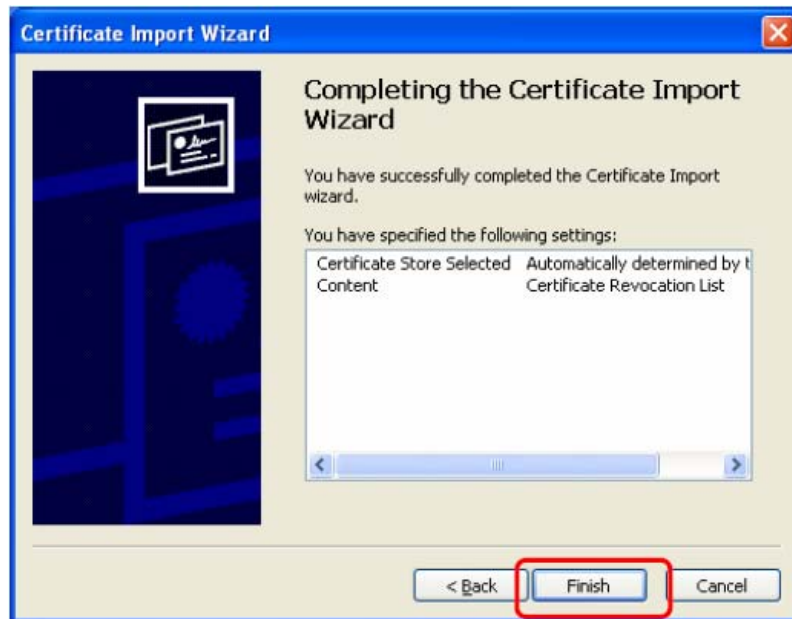 Certificate Import Wizard
Completing the Certificate Import
Wizard
You have successfully completed the Certificate Import
wizard.
You have specified the following settings:
Certificate Store Selected Automatically determined by t
Content Certificate Revocation List
< Back Finish Cancel